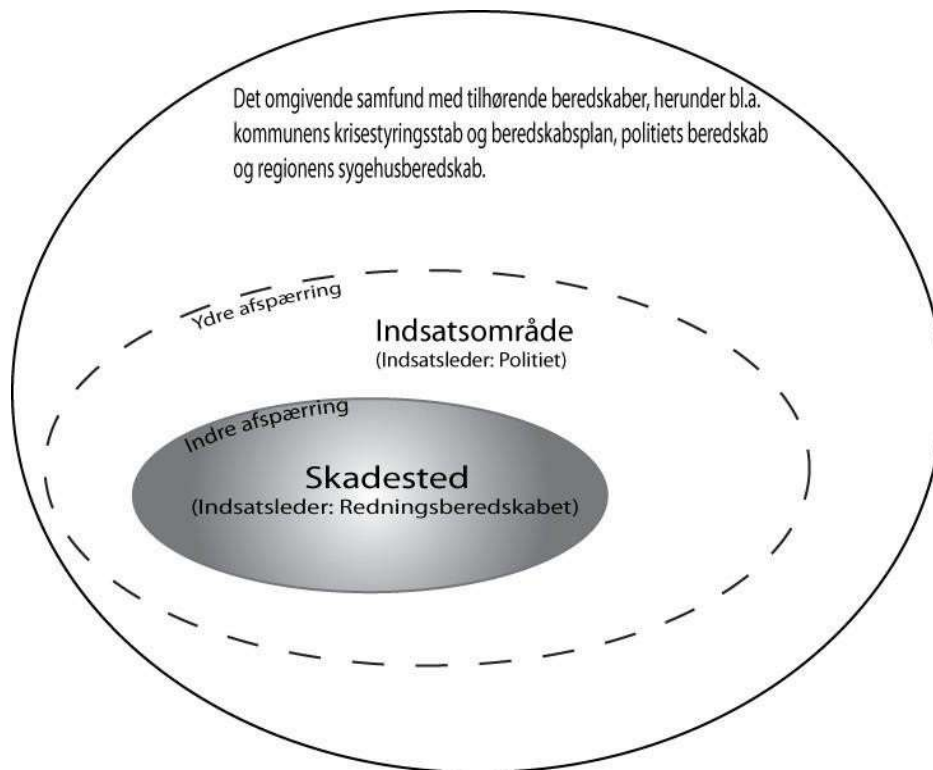 Det omgivende samfund med tilhørende beredskaber, herunder bl.a.
kommunens krisestyringsstab og beredskabsplan, politiets beredskab
og regionens sygehusberedskab.
Ydre afspærring
Indsatsområde
(Indsatsleder: Politiet)
Indre afspærring
Skadested
(Indsatsleder: Redningsberedskabet)